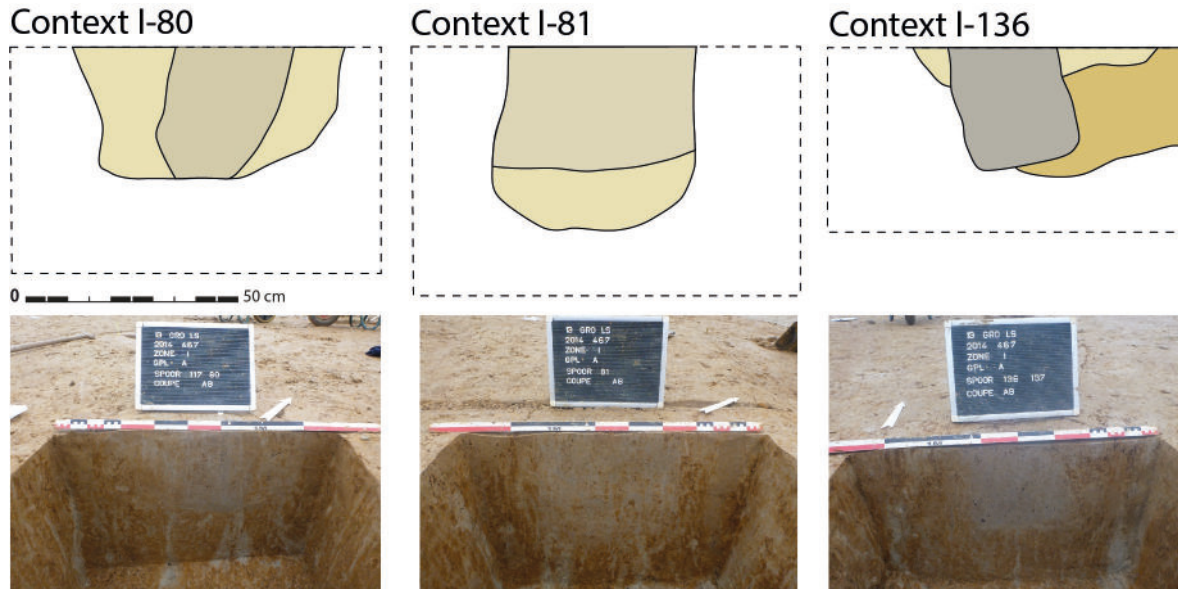 Context I-80
Context I-81
Context I-136
0 50 cm
13 GRO LS
2014 467
ZONE I
GPL- A
SPOOR 117 80
COUPE AB
13 GRO LS
2014 467
ZONE I
GPL- A
SPOOR 81
COUPE AB
13 GRO LS
2014 467
ZONE I
GPL- A
SPOOR 136 137
COUPE AB